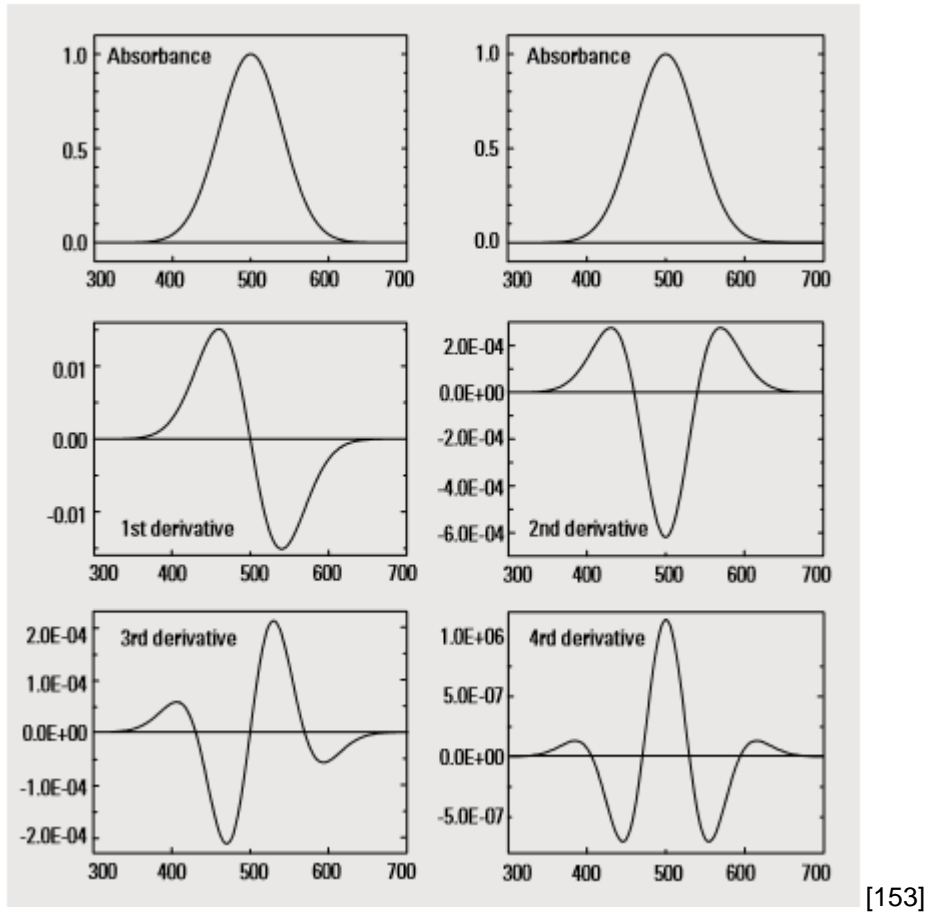 1.0 Absorbance
0.5
0.0
300 400 500 600 700
1.0 Absorbance
0.5
0.0
300 400 500 600 700
0.01
0.00
-0.01
1st derivative
300 400 500 600 700
2.0E-04
0.0E+00
-2.0E-04
-4.0E-04
-6.0E-04
2nd derivative
300 400 500 600 700
2.0E-04
3rd derivative
1.0E-04
0.0E+00
-1.0E-04
-2.0E-04
300 400 500 600 700
1.0E+06
4rd derivative
5.0E-07
0.0E+00
-5.0E-07
300 400 500 600 700
[153]